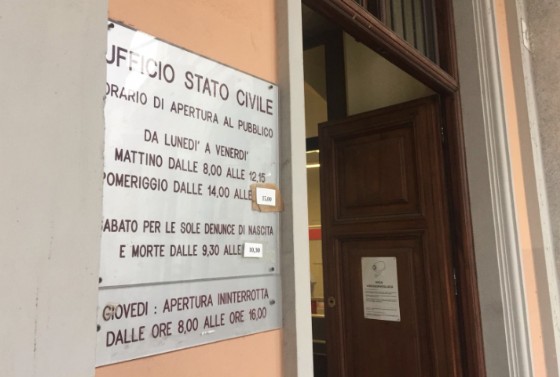 UFFICIO STATO CIVILE
ORARIO DI APERTURA AL PUBBLICO
DA LUNEDI' A VENERDI'
MATTINO DALLE 8,00 ALLE 12,15
POMERIGGIO DALLE 14,00 ALLE
SABATO PER LE SOLE DENUNCE DI NASCITA
E MORTE DALLE 9,30 ALLE
GIOVEDI : APERTURA ININTERROTTA
DALLE ORE 8,00 ALLE ORE 16,00